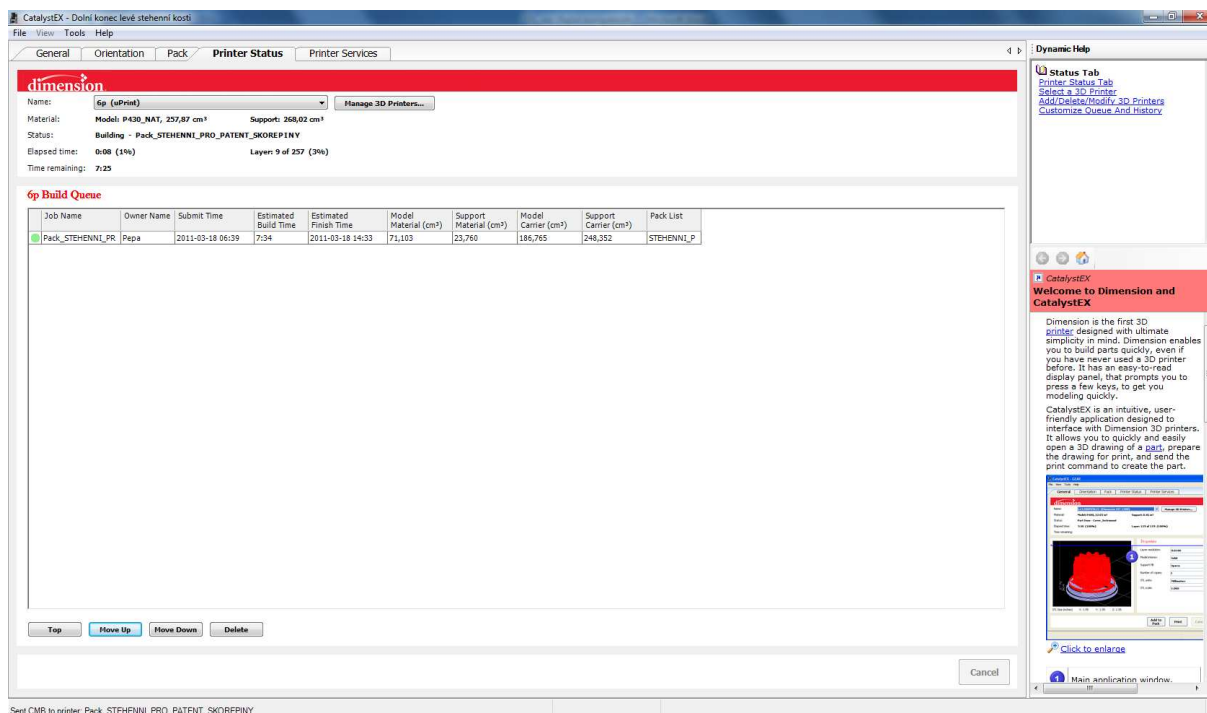 CatalystEX - Dolní konec levé stehenní kosti
File View Tools Help
General Orientation Pack Printer Status Printer Services
dimension
Name: 6p (uPrint) Manage 3D Printers...
Material: Model: P430_NAT, 257,87 cm³ Support: 268,02 cm³
Status: Building - Pack_STEHENNI_PRO_PATENT_SKOREPINY
Elapsed time: 0:08 (1%) Layer: 9 of 257 (3%)
Time remaining: 7:25
6p Build Queue
Job Name Owner Name Submit Time Estimated Build Time Estimated Finish Time Model Material (cm³) Support Material (cm³) Model Carrier (cm³) Support Carrier (cm³) Pack List
Pack_STEHENNI_PR Pepa 2011-03-18 06:39 7:34 2011-03-18 14:33 71,103 23,760 186,765 248,352 STEHENNI_P
Top Move Up Move Down Delete
Cancel
Sent CMB to printer: Pack_STEHENNI_PRO_PATENT_SKOREPINY
Dynamic Help
Status Tab
Printer Status Tab
Select a 3D Printer
Add/Delete/Modify 3D Printers
Customize Queue And History
CatalystEX
Welcome to Dimension and
CatalystEX
Dimension is the first 3D
printer designed with ultimate
simplicity in mind. Dimension enables
you to build parts quickly, even if
you have never used a 3D printer
before. It has an easy-to-read
display panel, that prompts you to
press a few keys, to get you
modeling quickly.
CatalystEX is an intuitive, user-
friendly application designed to
interface with Dimension 3D printers.
It allows you to quickly and easily
open a 3D drawing of a part, prepare
the drawing for print, and send the
print command to create the part.
Click to enlarge
1 Main application window.